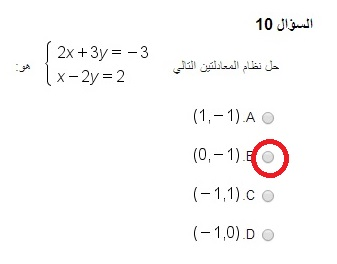 السؤال 10
حل نظام المعادلتين التالي { 2x + 3y = −3
x − 2y = 2 هو:
(1, −1) .A
(0, −1) .B
(−1,1) .C
(−1,0) .D